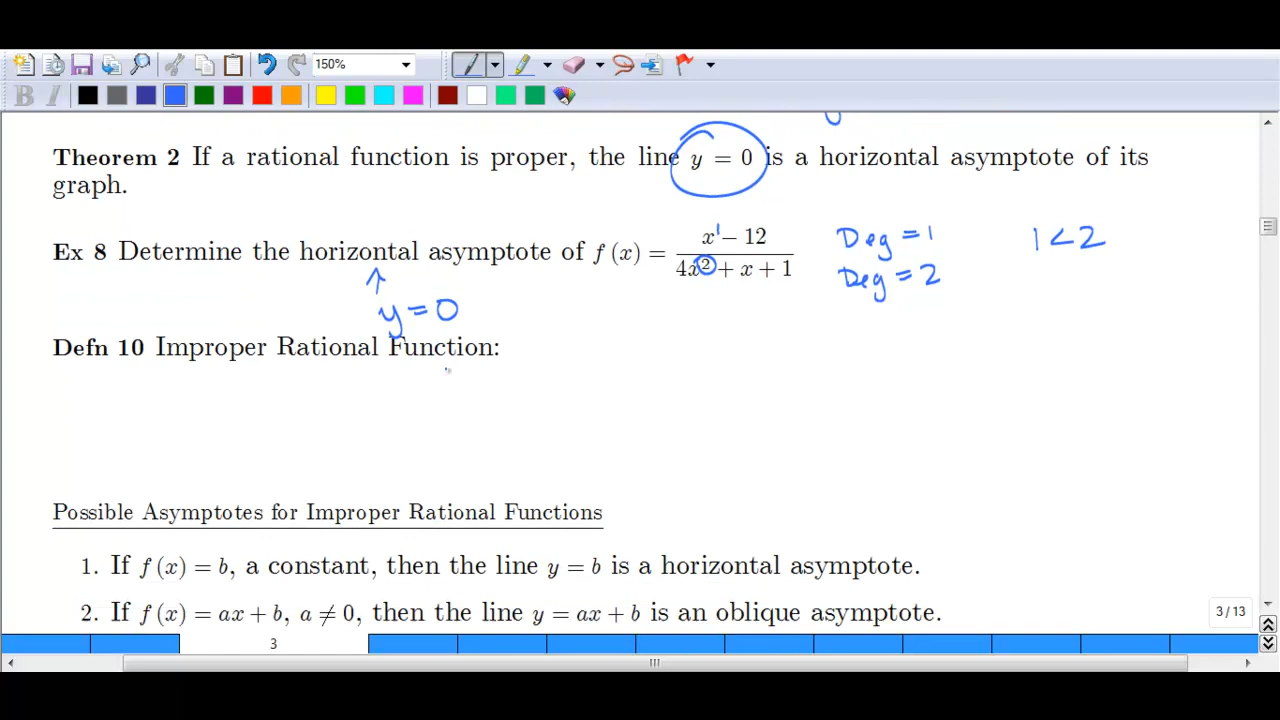 150%
B I
Theorem 2 If a rational function is proper, the line y = 0 is a horizontal asymptote of its
graph.
Ex 8 Determine the horizontal asymptote of f (x) = x¹ − 12 / 4x² + x + 1
Deg = 1
Deg = 2
1 < 2
y = 0
Defn 10 Improper Rational Function:
Possible Asymptotes for Improper Rational Functions
1. If f (x) = b, a constant, then the line y = b is a horizontal asymptote.
2. If f (x) = ax + b, a ≠ 0, then the line y = ax + b is an oblique asymptote.
3 / 13
3